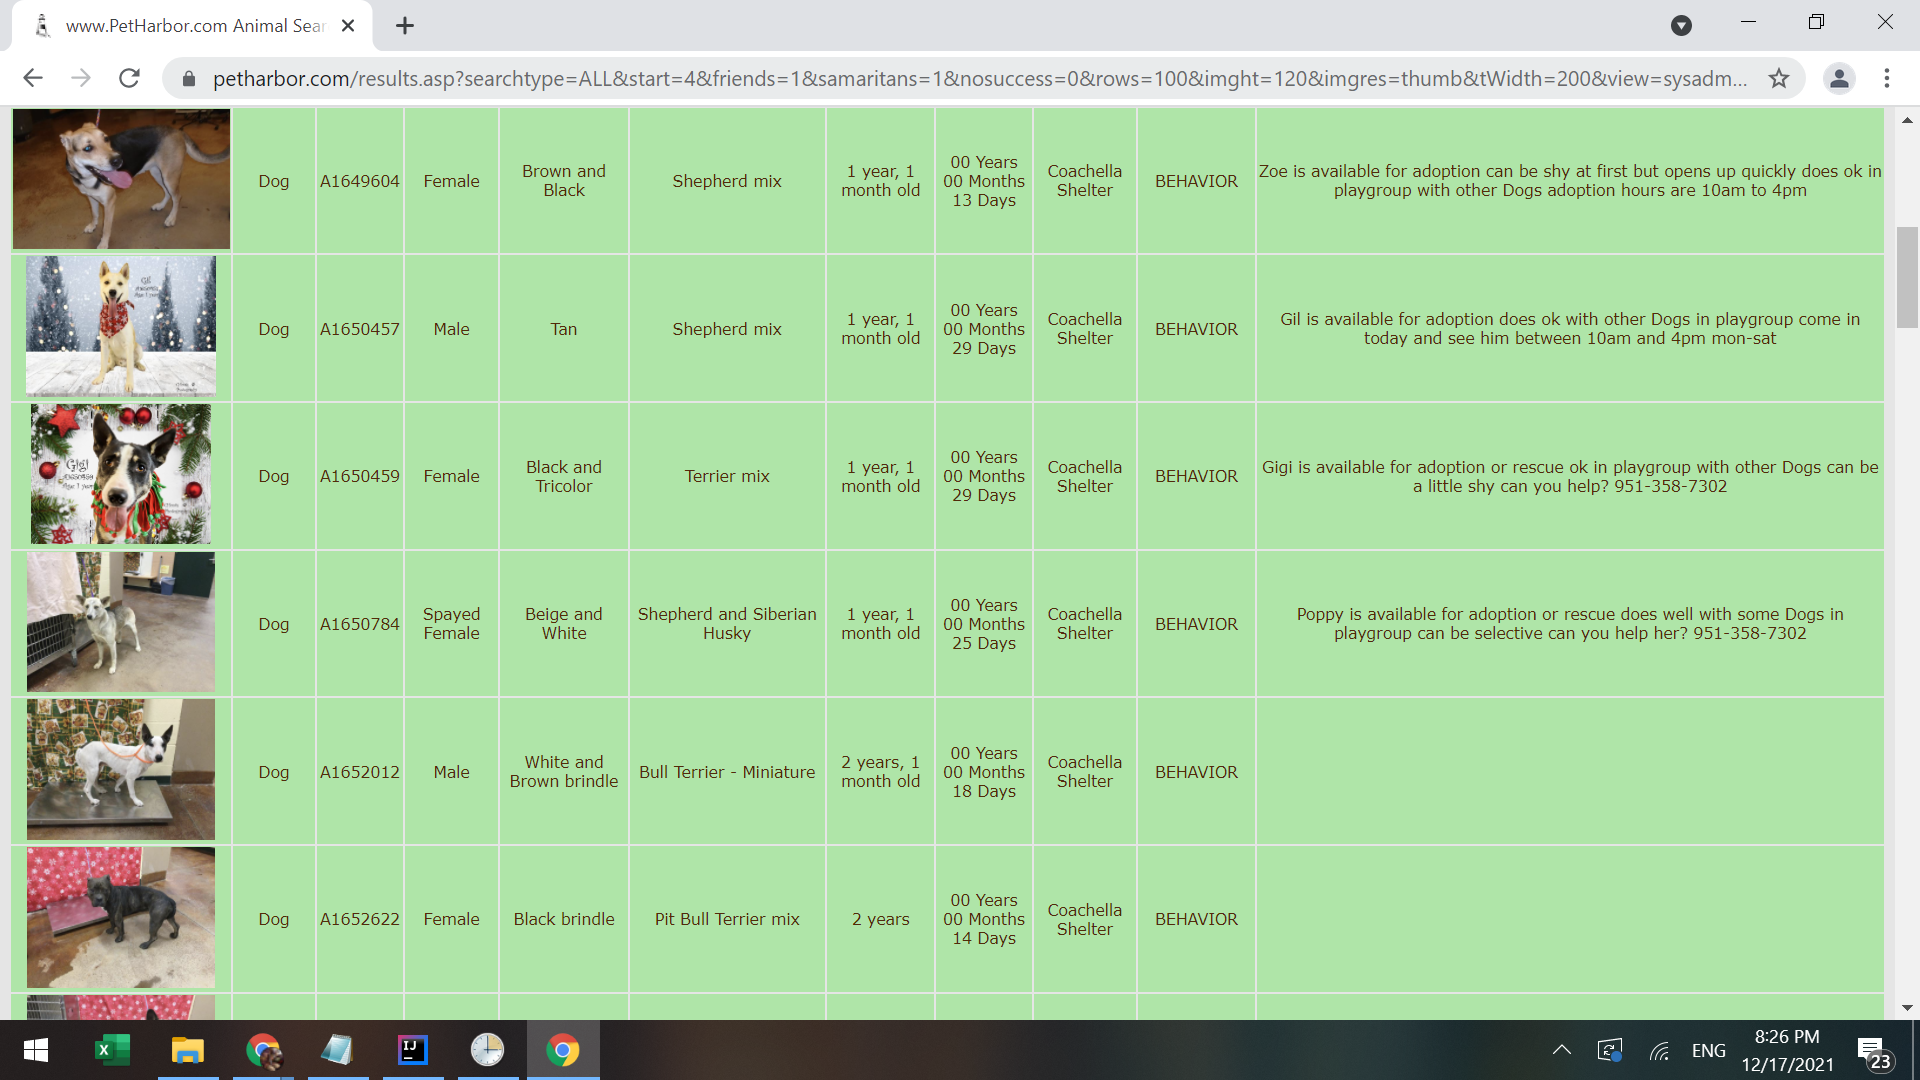 www.PetHarbor.com Animal Sear
petharbor.com/results.asp?searchtype=ALL&start=4&friends=1&samaritans=1&nosuccess=0&rows=100&imght=120&imgres=thumb&tWidth=200&view=sysadm...
Dog
A1649604
Female
Brown and
Black
Shepherd mix
1 year, 1
month old
00 Years
00 Months
13 Days
Coachella
Shelter
BEHAVIOR
Zoe is available for adoption can be shy at first but opens up quickly does ok in
playgroup with other Dogs adoption hours are 10am to 4pm
Gil
Dog
A1650457
Male
Tan
Shepherd mix
1 year, 1
month old
00 Years
00 Months
29 Days
Coachella
Shelter
BEHAVIOR
Gil is available for adoption does ok with other Dogs in playgroup come in
today and see him between 10am and 4pm mon-sat
Gigi
Dog
A1650459
Female
Black and
Tricolor
Terrier mix
1 year, 1
month old
00 Years
00 Months
29 Days
Coachella
Shelter
BEHAVIOR
Gigi is available for adoption or rescue ok in playgroup with other Dogs can be
a little shy can you help? 951-358-7302
Dog
A1650784
Spayed
Female
Beige and
White
Shepherd and Siberian
Husky
1 year, 1
month old
00 Years
00 Months
25 Days
Coachella
Shelter
BEHAVIOR
Poppy is available for adoption or rescue does well with some Dogs in
playgroup can be selective can you help her? 951-358-7302
Dog
A1652012
Male
White and
Brown brindle
Bull Terrier - Miniature
2 years, 1
month old
00 Years
00 Months
18 Days
Coachella
Shelter
BEHAVIOR
Dog
A1652622
Female
Black brindle
Pit Bull Terrier mix
2 years
00 Years
00 Months
14 Days
Coachella
Shelter
BEHAVIOR
IJ
ENG
8:26 PM
12/17/2021
23